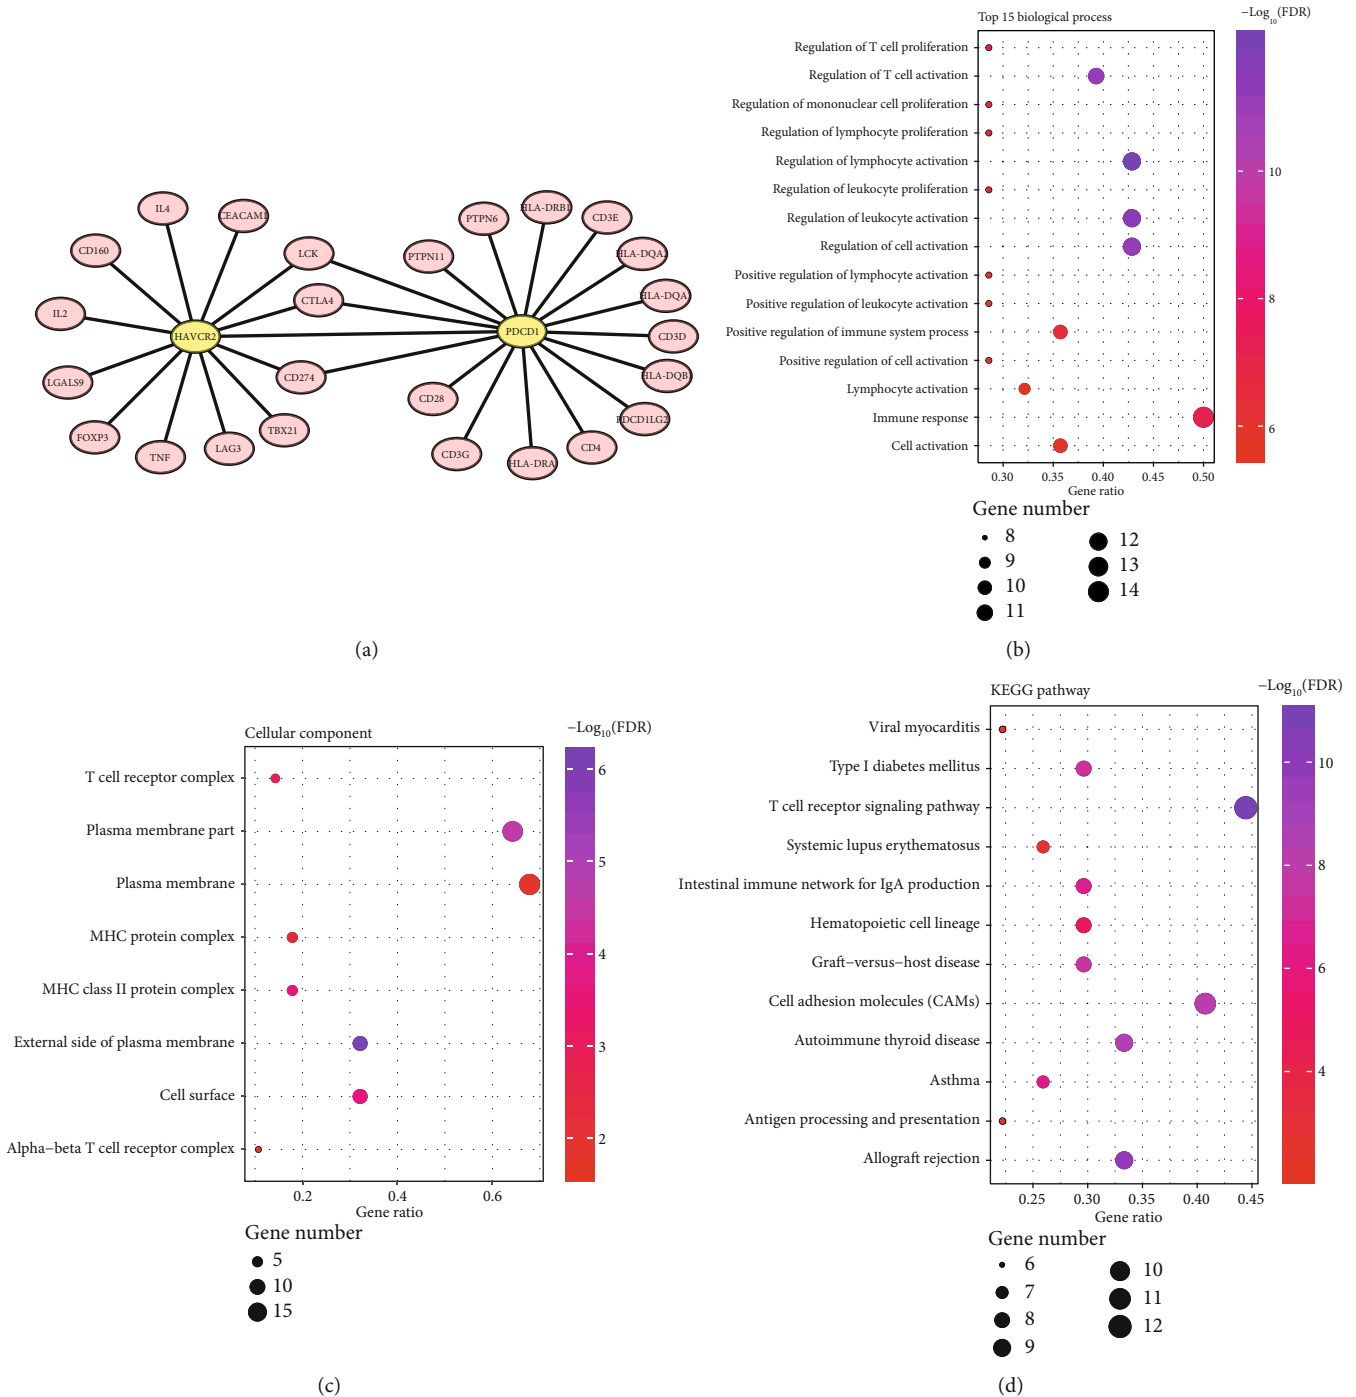 IL4
CEACAM1
CD160
LCK
IL2
CTLA4
HAVCR2
LGALS9
CD274
FOXP3
TNF
LAG3
TBX21
PTPN6
HLA-DRB1
CD3E
PTPN11
HLA-DQA2
HLA-DQA1
PDCD1
CD3D
HLA-DQB1
CD28
PDCD1LG2
CD3G
HLA-DRA
CD4
(a)
Top 15 biological process
−Log10(FDR)
Regulation of T cell proliferation
Regulation of T cell activation
Regulation of mononuclear cell proliferation
Regulation of lymphocyte proliferation
Regulation of lymphocyte activation
Regulation of leukocyte proliferation
Regulation of leukocyte activation
Regulation of cell activation
Positive regulation of lymphocyte activation
Positive regulation of leukocyte activation
Positive regulation of immune system process
Positive regulation of cell activation
Lymphocyte activation
Immune response
Cell activation
10
8
6
0.30 0.35 0.40 0.45 0.50
Gene ratio
Gene number
8
9
10
11
12
13
14
(b)
Cellular component
−Log10(FDR)
T cell receptor complex
Plasma membrane part
Plasma membrane
MHC protein complex
MHC class II protein complex
External side of plasma membrane
Cell surface
Alpha−beta T cell receptor complex
6
5
4
3
2
0.2 0.4 0.6
Gene ratio
Gene number
5
10
15
(c)
KEGG pathway
−Log10(FDR)
Viral myocarditis
Type I diabetes mellitus
T cell receptor signaling pathway
Systemic lupus erythematosus
Intestinal immune network for IgA production
Hematopoietic cell lineage
Graft−versus−host disease
Cell adhesion molecules (CAMs)
Autoimmune thyroid disease
Asthma
Antigen processing and presentation
Allograft rejection
10
8
6
4
0.25 0.30 0.35 0.40 0.45
Gene ratio
Gene number
6
7
8
9
10
11
12
(d)